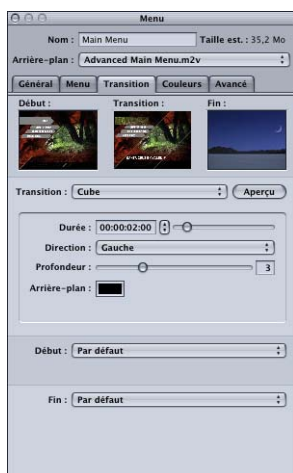 Menu
Nom : Main Menu Taille est. : 35,2 Mo
Arrière-plan : Advanced Main Menu.m2v
Général Menu Transition Couleurs Avancé
Début : Transition : Fin :
Transition : Cube Aperçu
Durée : 00:00:02:00
Direction : Gauche
Profondeur : 3
Arrière-plan :
Début : Par défaut
Fin : Par défaut